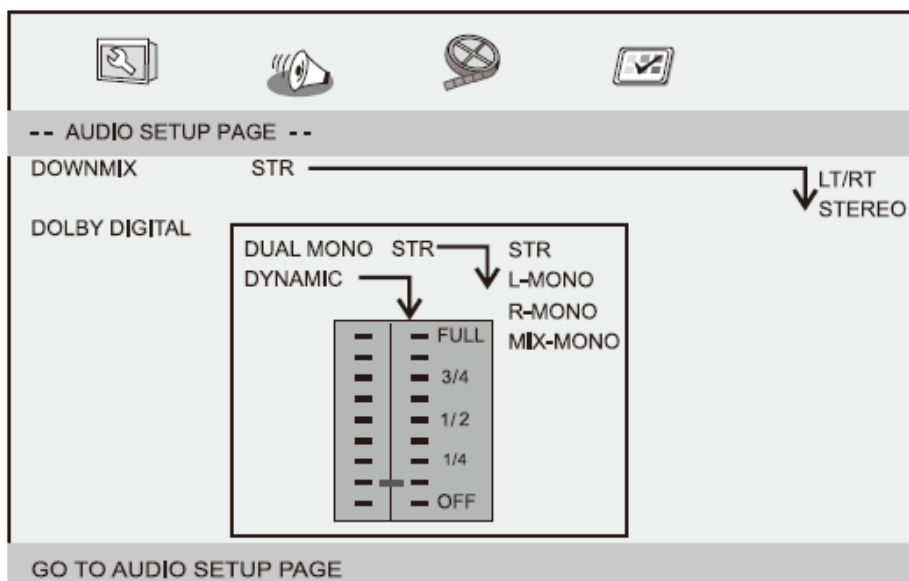 -- AUDIO SETUP PAGE --
DOWNMIX STR LT/RT
STEREO
DOLBY DIGITAL
DUAL MONO STR STR
DYNAMIC L-MONO
R-MONO
FULL MIX-MONO
3/4
1/2
1/4
OFF
GO TO AUDIO SETUP PAGE